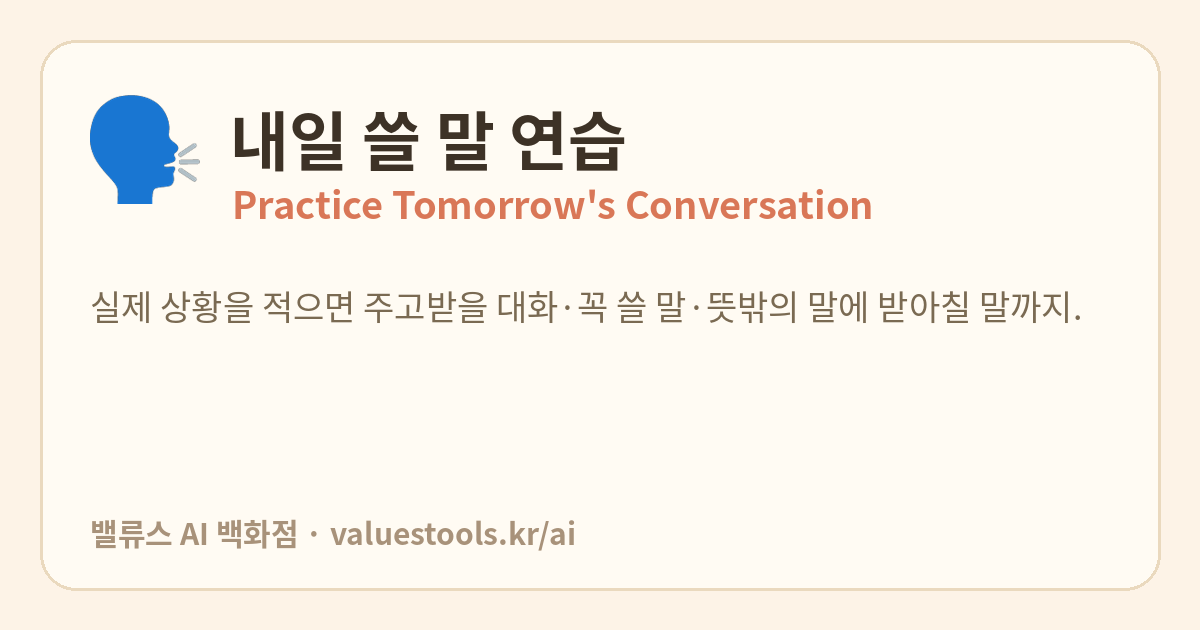 내일 쓸 말 연습
Practice Tomorrow's Conversation
실제 상황을 적으면 주고받을 대화·꼭 쓸 말·뜻밖의 말에 받아칠 말까지.
밸류스 AI 백화점 · valuestools.kr/ai